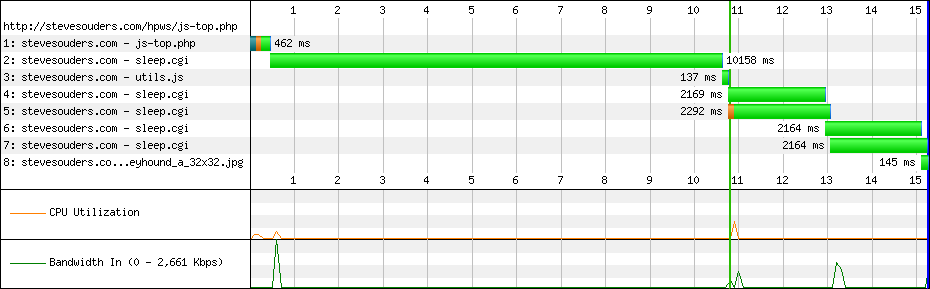 1 2 3 4 5 6 7 8 9 10 11 12 13 14 15
http://stevesouders.com/hpws/js-top.php
1: stevesouders.com - js-top.php 462 ms
2: stevesouders.com - sleep.cgi 10158 ms
3: stevesouders.com - utils.js 137 ms
4: stevesouders.com - sleep.cgi 2169 ms
5: stevesouders.com - sleep.cgi 2292 ms
6: stevesouders.com - sleep.cgi 2164 ms
7: stevesouders.com - sleep.cgi 2164 ms
8: stevesouders.co...eyhound_a_32x32.jpg 145 ms
1 2 3 4 5 6 7 8 9 10 11 12 13 14 15
CPU Utilization
Bandwidth In (0 - 2,661 Kbps)